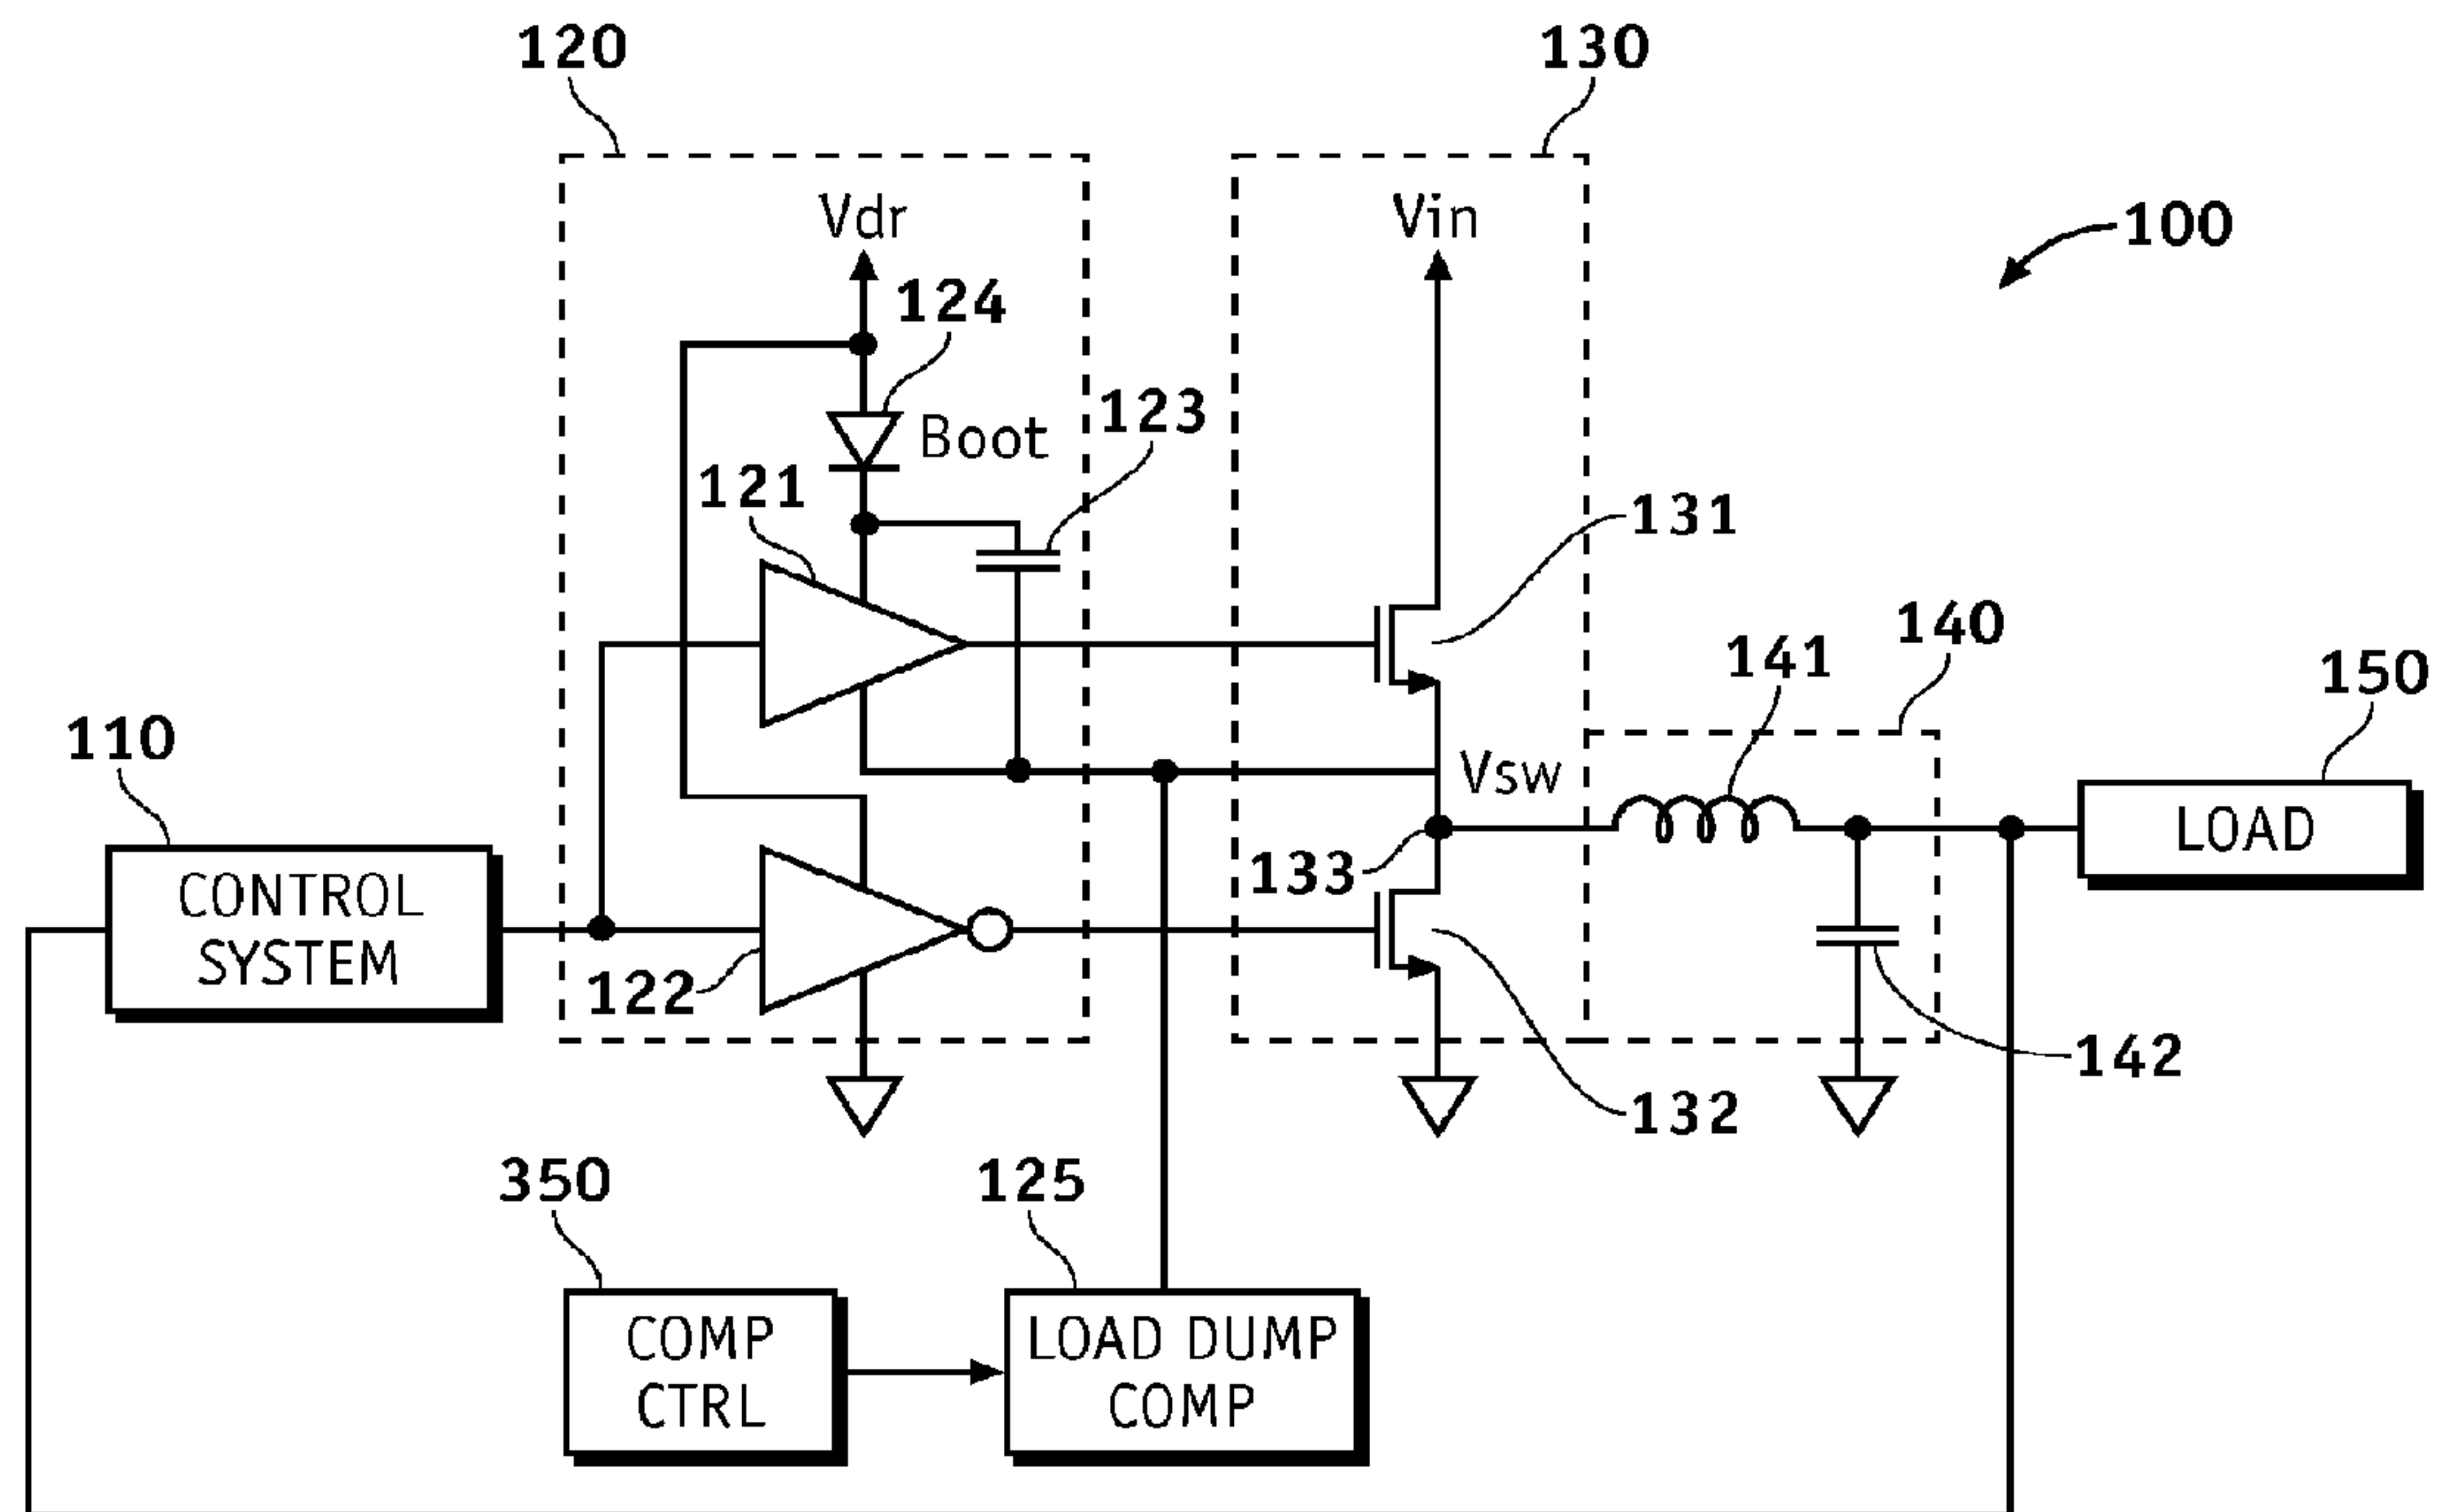 120
130
Vdr
Vin
100
124
123
Boot
121
131
140
141
150
110
Vsw
LOAD
133
CONTROL
SYSTEM
122
142
132
350
125
COMP
CTRL
LOAD DUMP
COMP